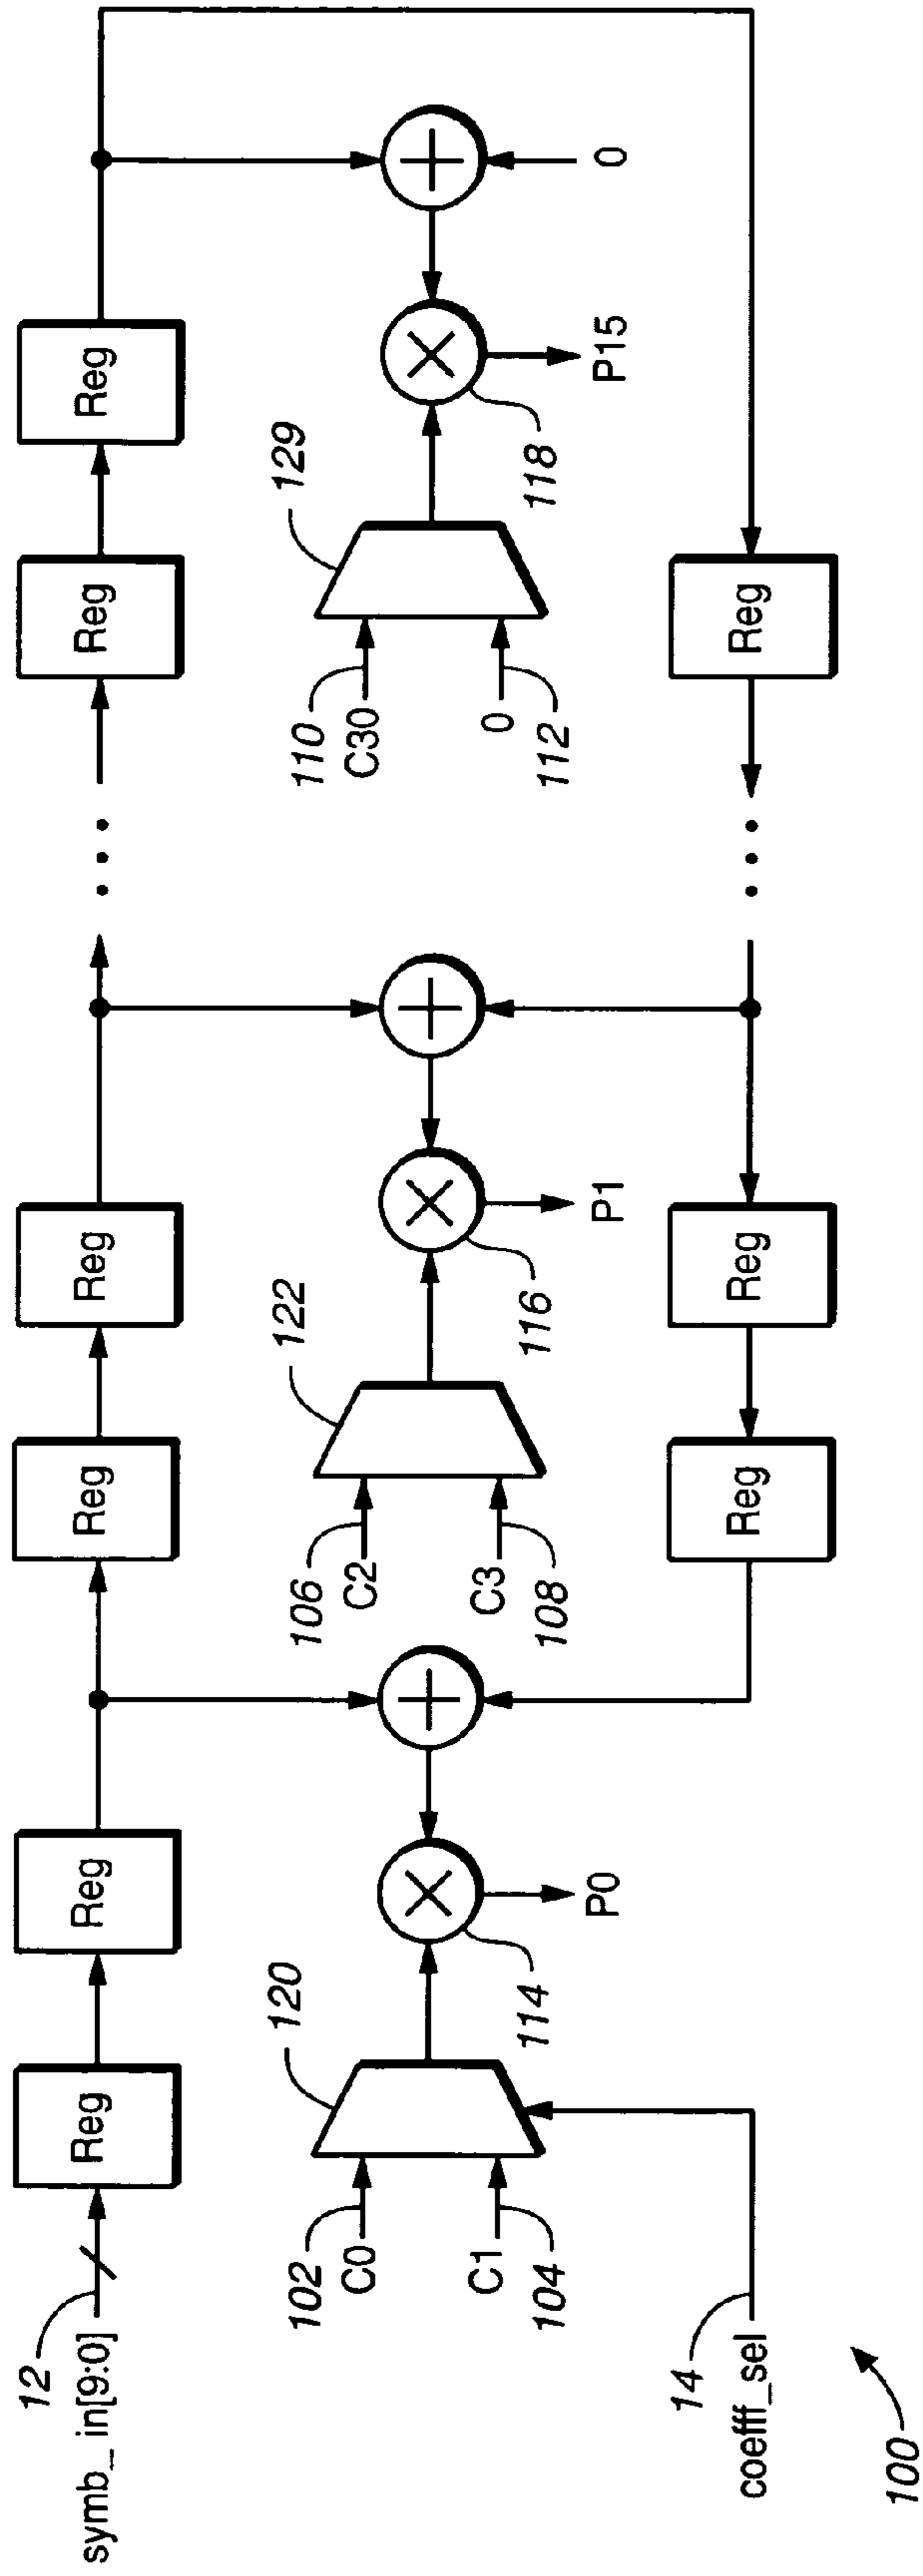 Reg
Reg
Reg
Reg
Reg
Reg
12
symb_in[9:0]
102
C0
120
C1
104
114
P0
106
C2
122
C3
108
116
P1
110
C30
129
0
112
118
P15
0
14
coefff_sel
Reg
Reg
Reg
100